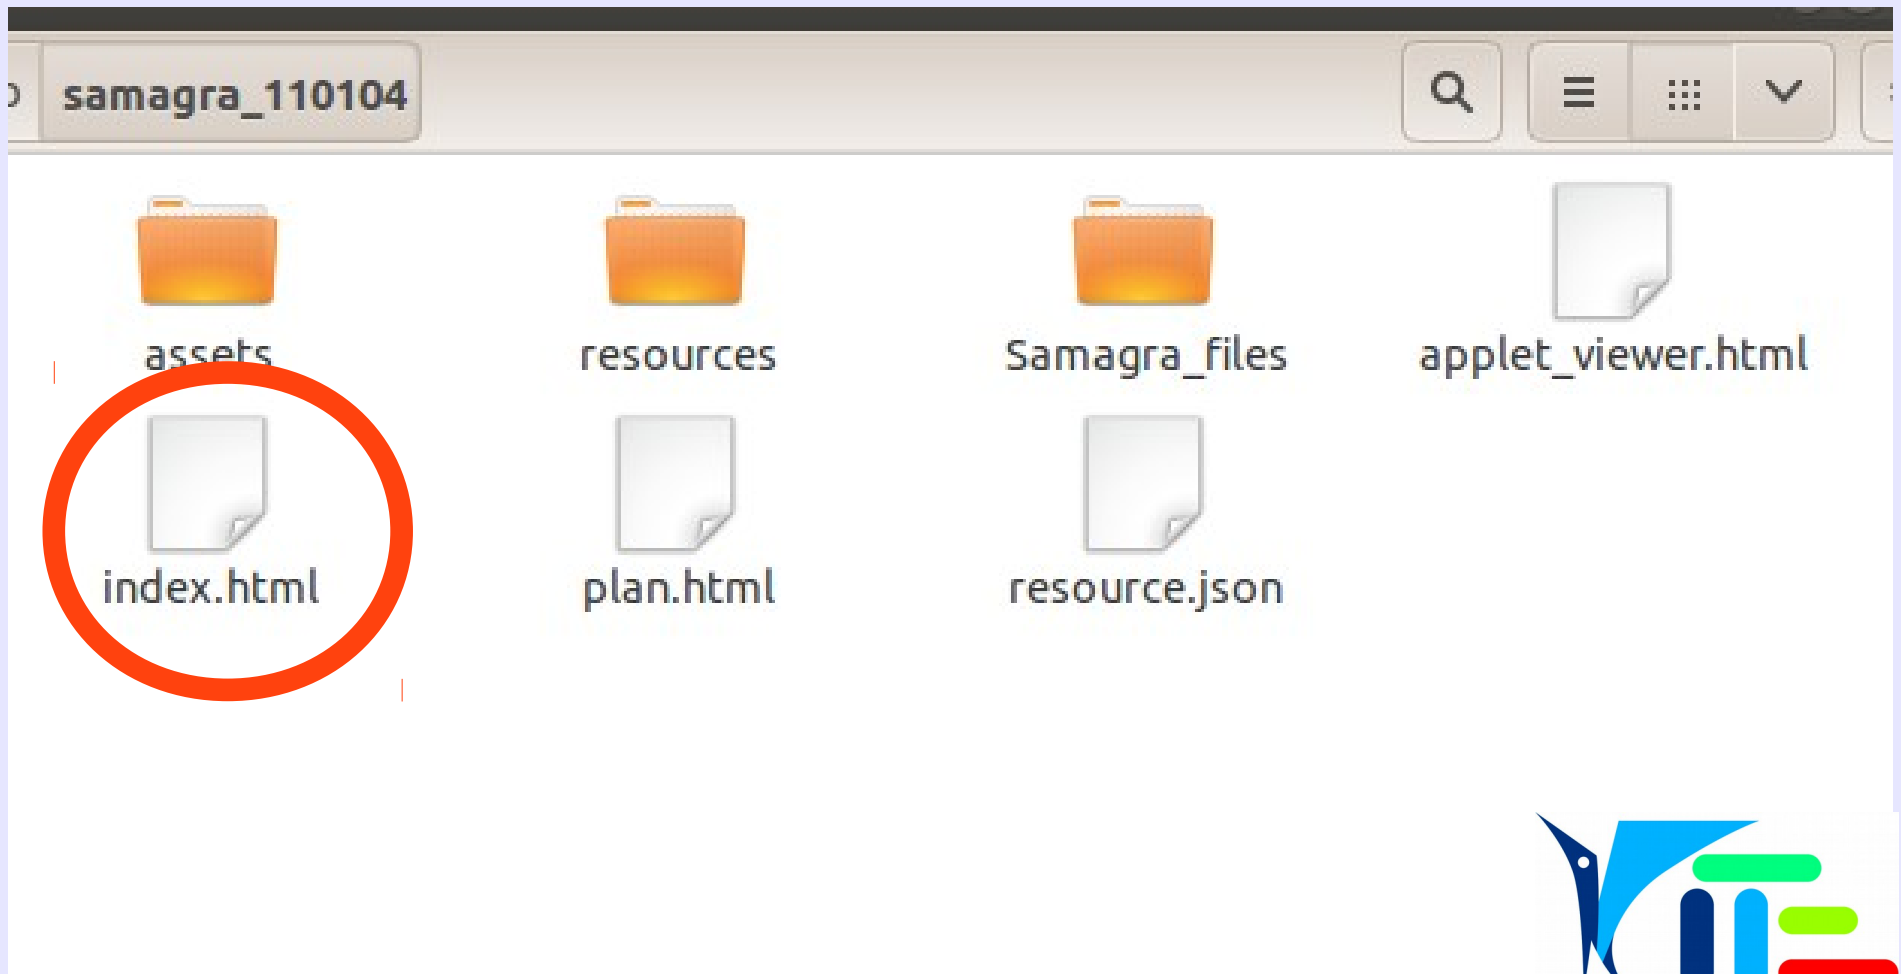 samagra_110104
assets
resources
Samagra_files
applet_viewer.html
index.html
plan.html
resource.json